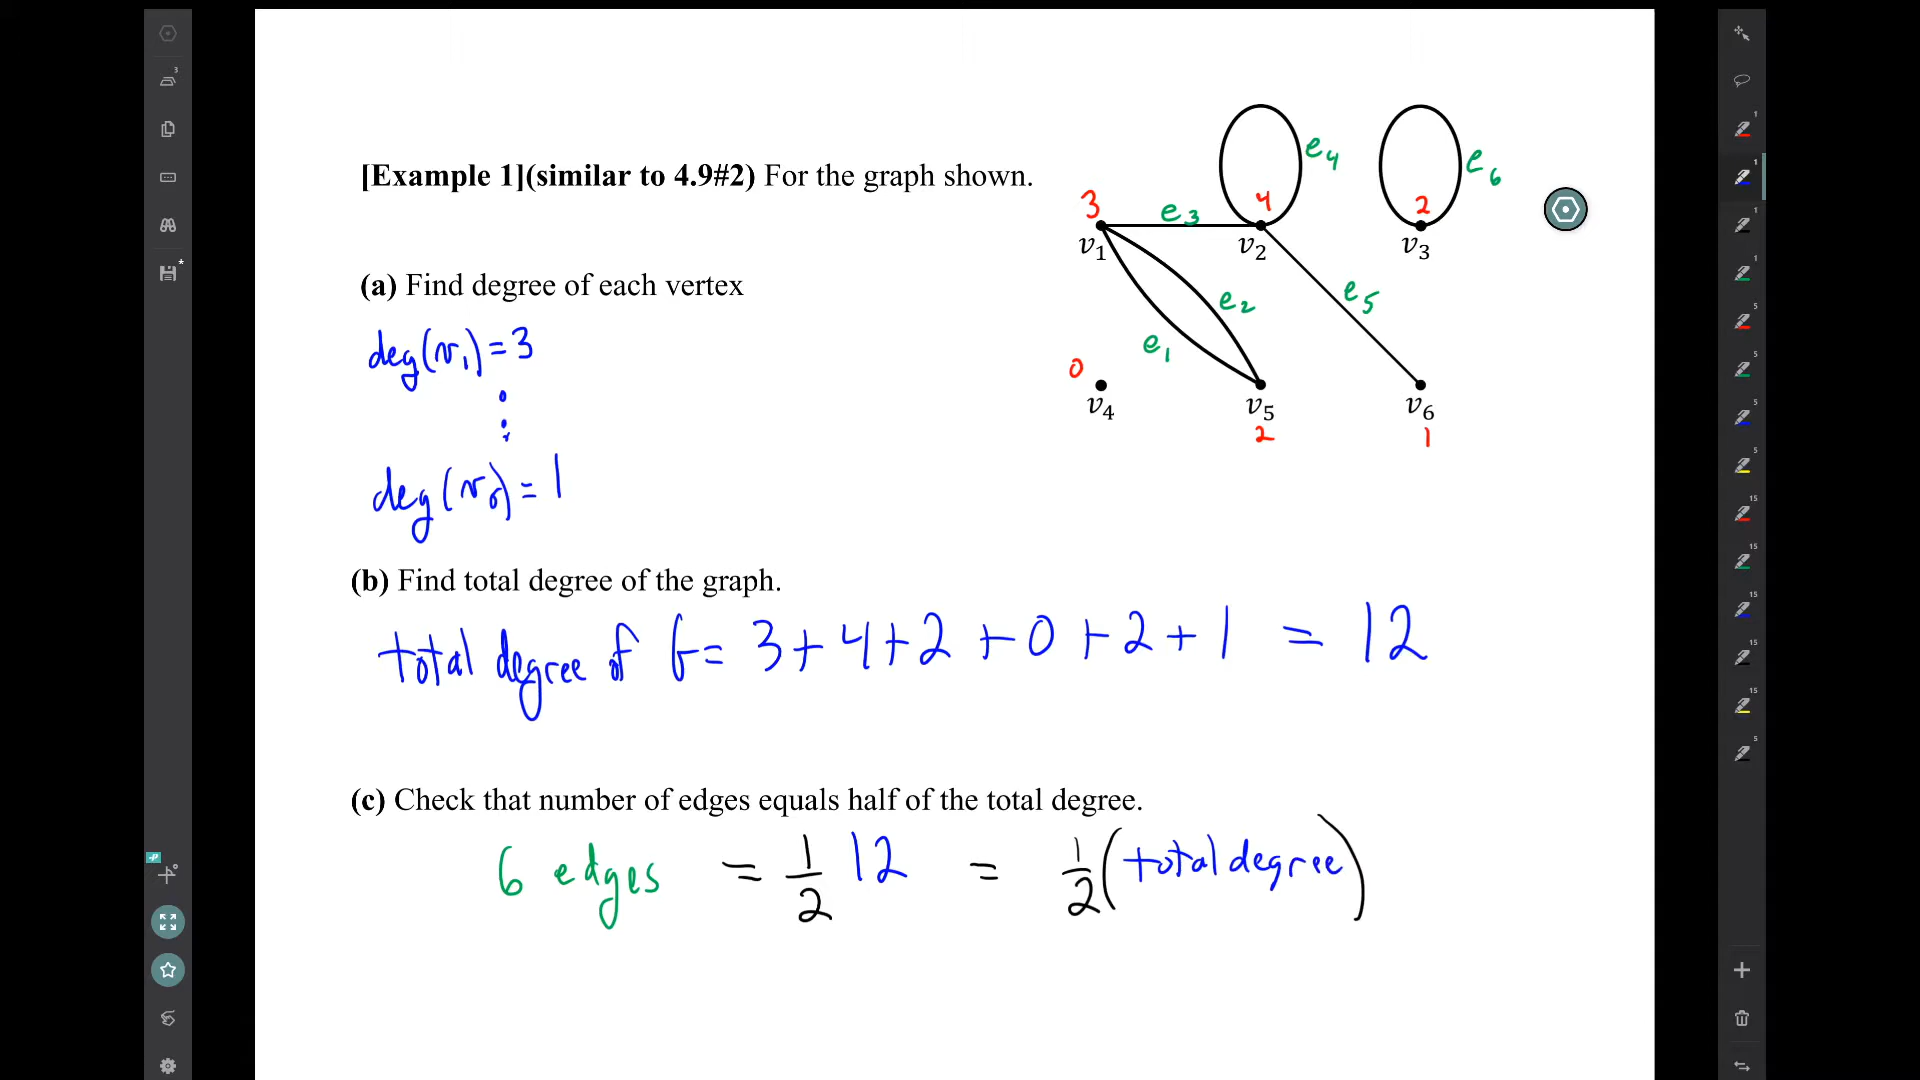 [Example 1](similar to 4.9#2) For the graph shown.
e4
e6
3
e3
4
2
v1
v2
v3
(a) Find degree of each vertex
e2
e5
deg(v1) = 3
e1
0
v4
v5
v6
2
1
deg(v6) = 1
(b) Find total degree of the graph.
total degree of G = 3 + 4 + 2 + 0 + 2 + 1 = 12
(c) Check that number of edges equals half of the total degree.
6 edges = 1/2 12 = 1/2 (total degree)